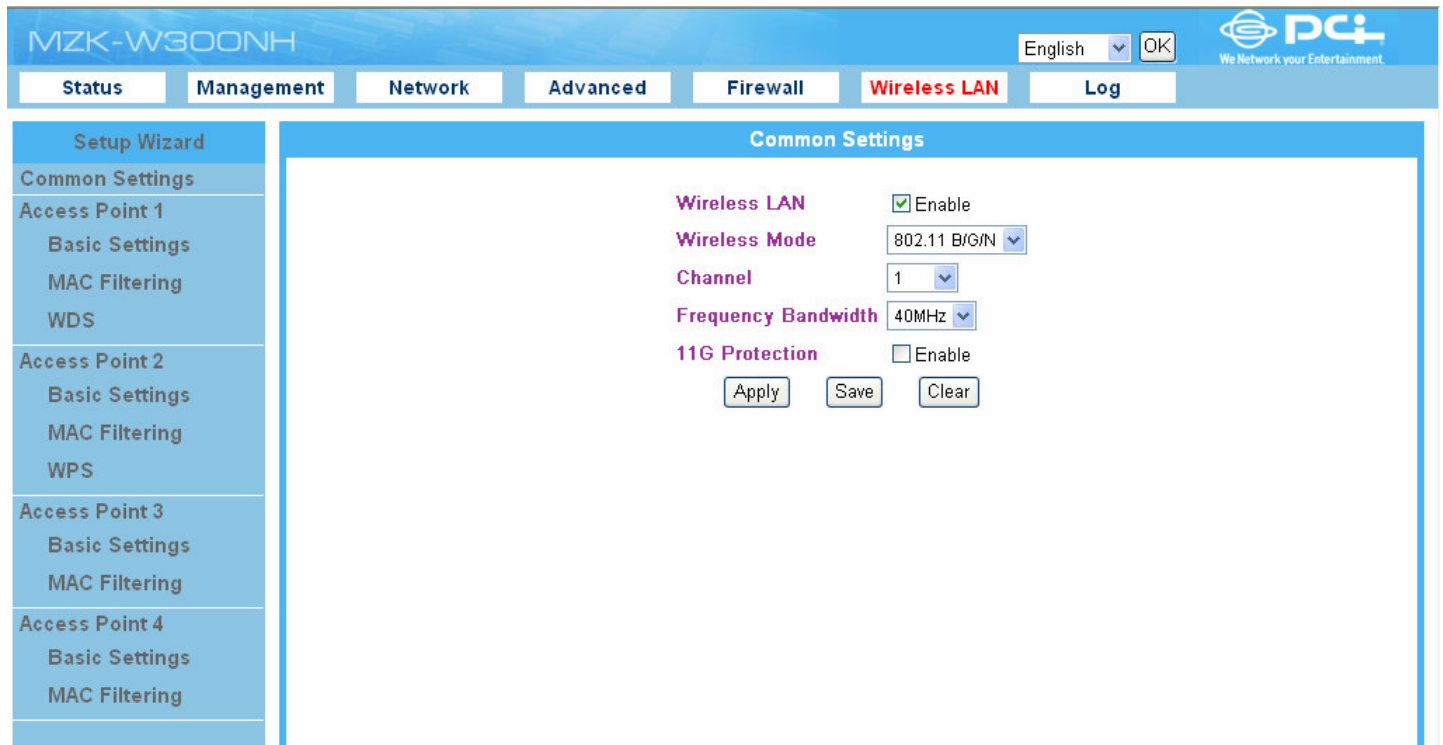 MZK-W300NH
English OK
PCi
We Network your Entertainment.
Status Management Network Advanced Firewall Wireless LAN Log
Setup Wizard
Common Settings
Access Point 1
Basic Settings
MAC Filtering
WDS
Access Point 2
Basic Settings
MAC Filtering
WPS
Access Point 3
Basic Settings
MAC Filtering
Access Point 4
Basic Settings
MAC Filtering
Common Settings
Wireless LAN Enable
Wireless Mode 802.11 B/G/N
Channel 1
Frequency Bandwidth 40MHz
11G Protection Enable
Apply Save Clear